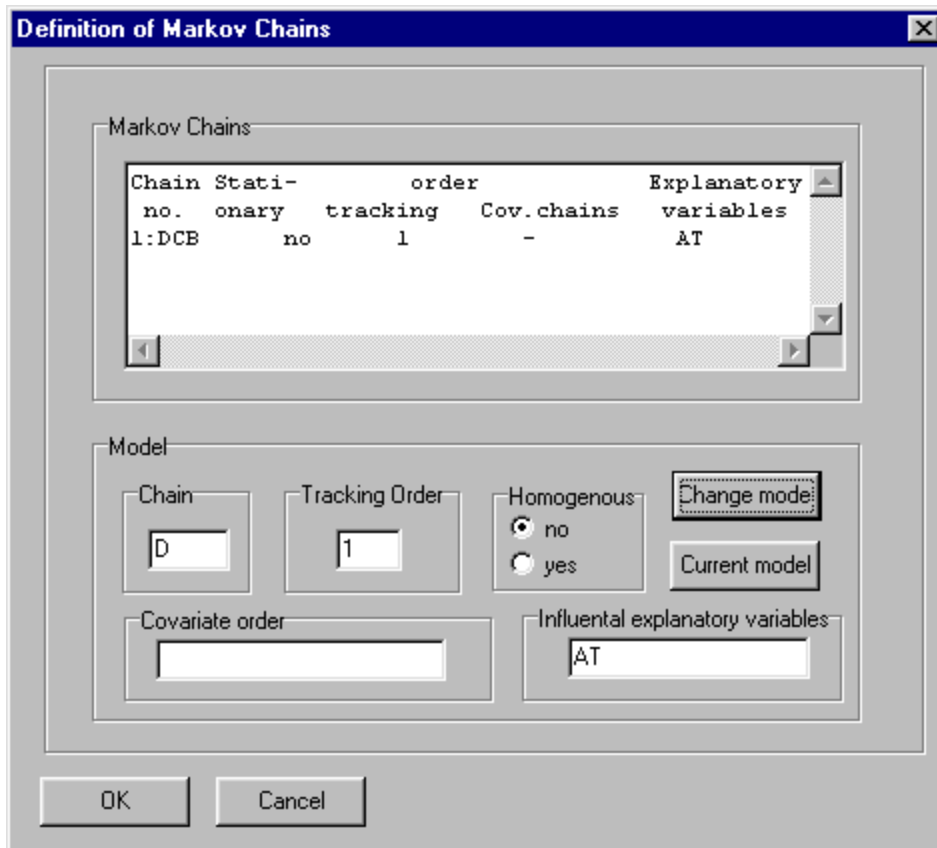 Definition of Markov Chains
Markov Chains
Chain Stati- order Explanatory
no. onary tracking Cov.chains variables
1:DCB no 1 - AT
Model
Chain
Tracking Order
Homogenous
Change model
D
1
no
yes
Current model
Covariate order
Influental explanatory variables
AT
OK
Cancel